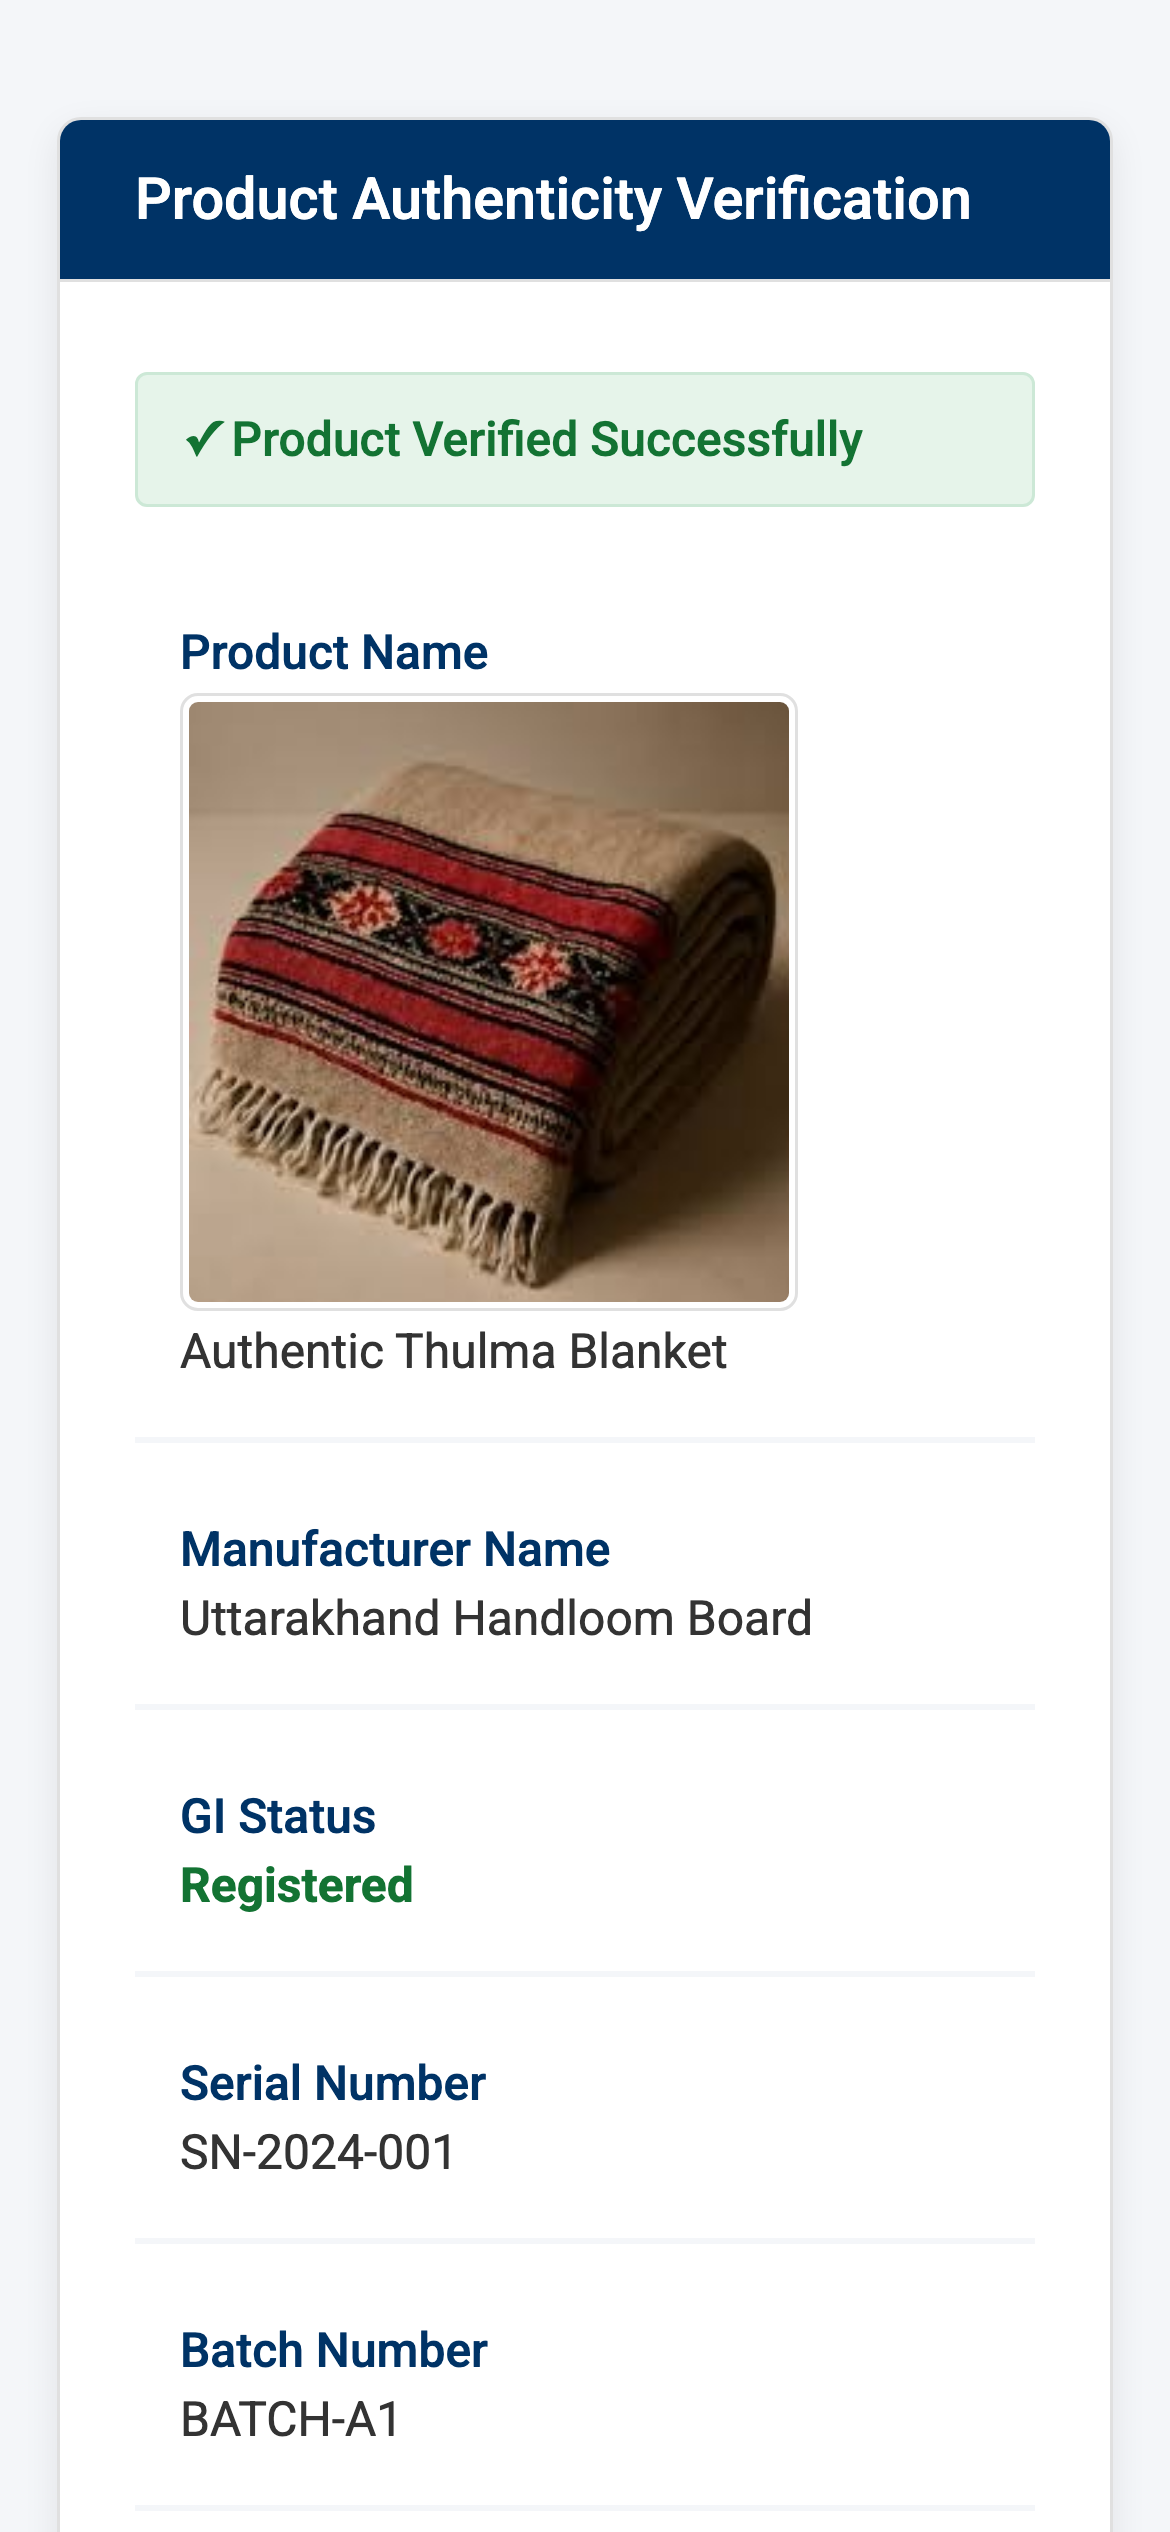 Product Authenticity Verification
✓ Product Verified Successfully
Product Name
Authentic Thulma Blanket
Manufacturer Name
Uttarakhand Handloom Board
GI Status
Registered
Serial Number
SN-2024-001
Batch Number
BATCH-A1